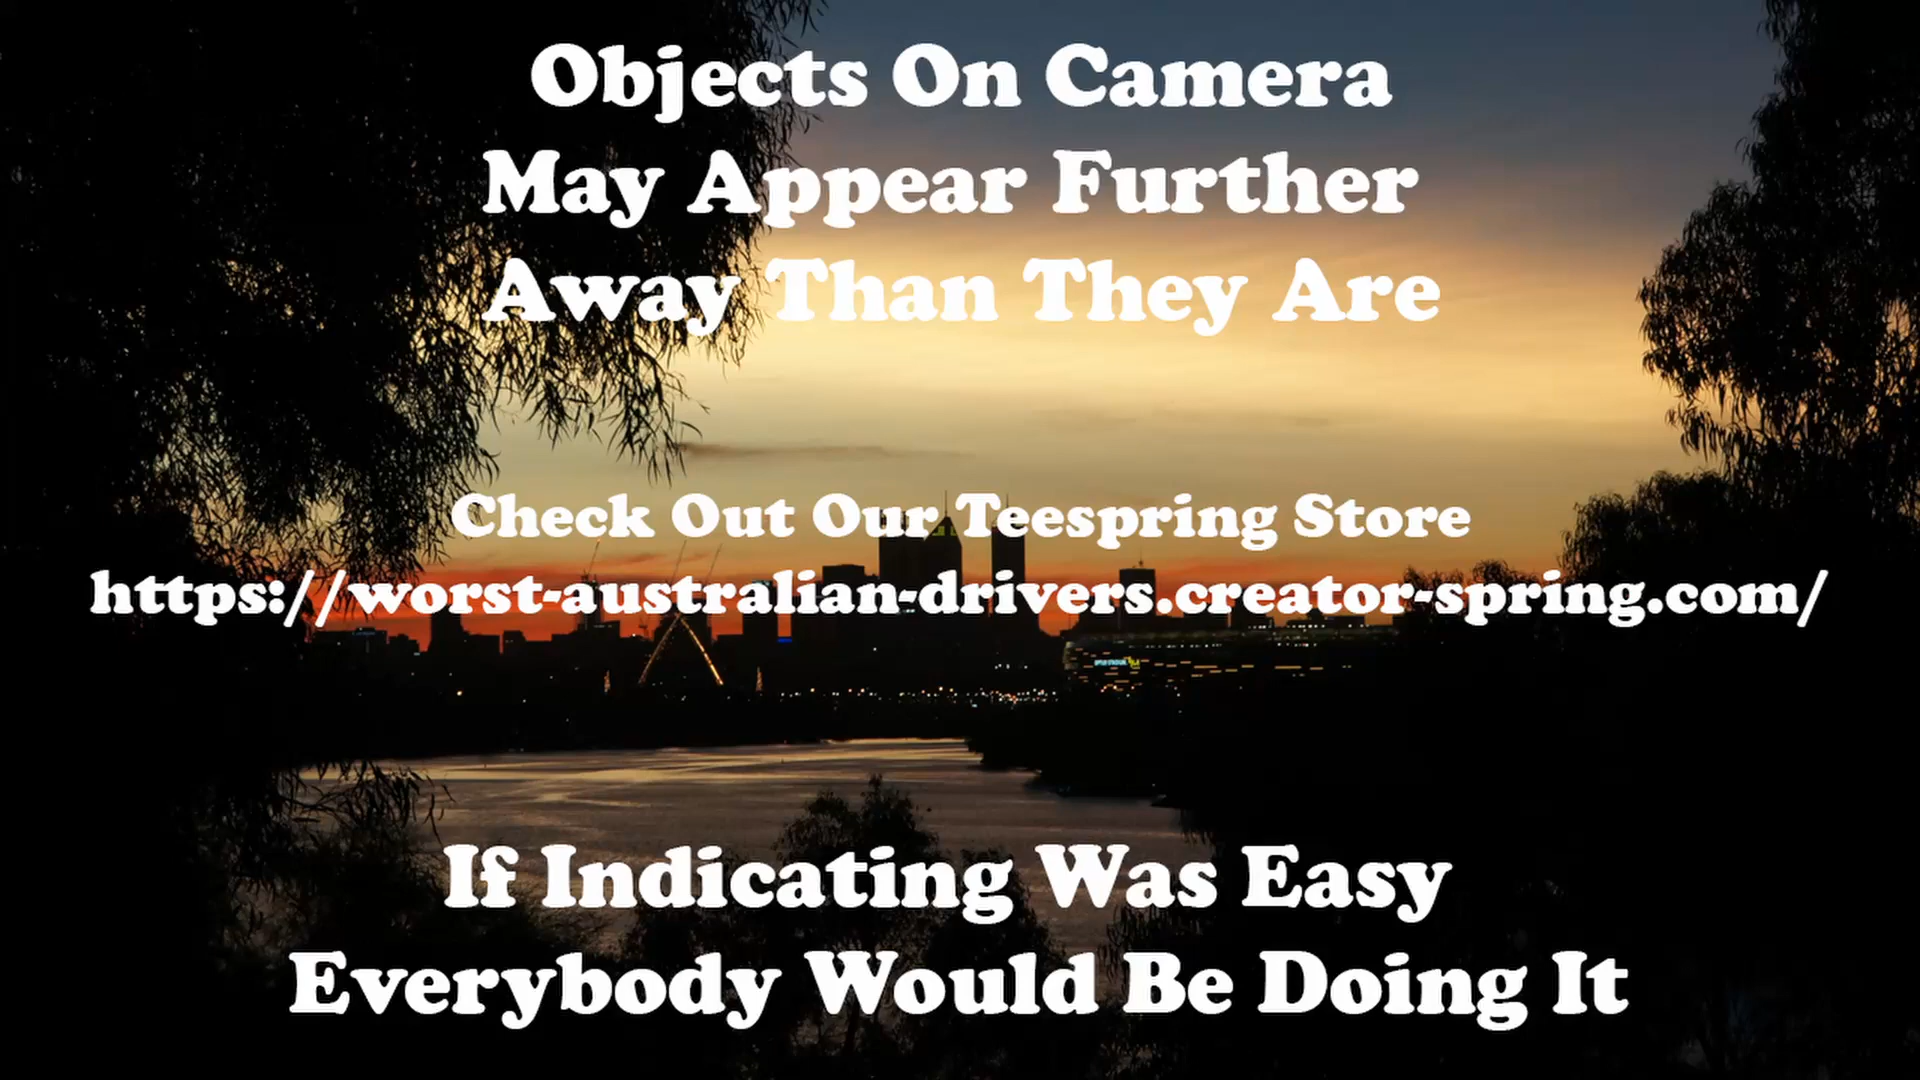 Objects On Camera
May Appear Further
Away Than They Are
Check Out Our Teespring Store
https://worst-australian-drivers.creator-spring.com/
If Indicating Was Easy
Everybody Would Be Doing It